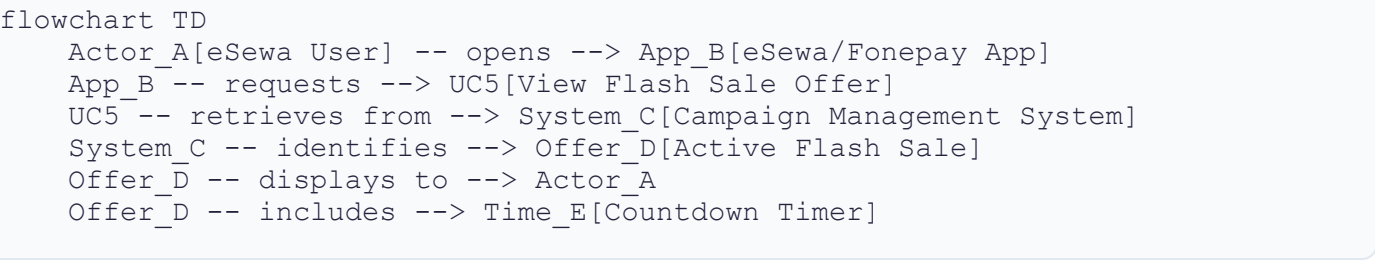 flowchart TD
Actor_A[eSewa User] -- opens --> App_B[eSewa/Fonepay App]
App_B -- requests --> UC5[View Flash Sale Offer]
UC5 -- retrieves from --> System_C[Campaign Management System]
System_C -- identifies --> Offer_D[Active Flash Sale]
Offer_D -- displays to --> Actor_A
Offer_D -- includes --> Time_E[Countdown Timer]